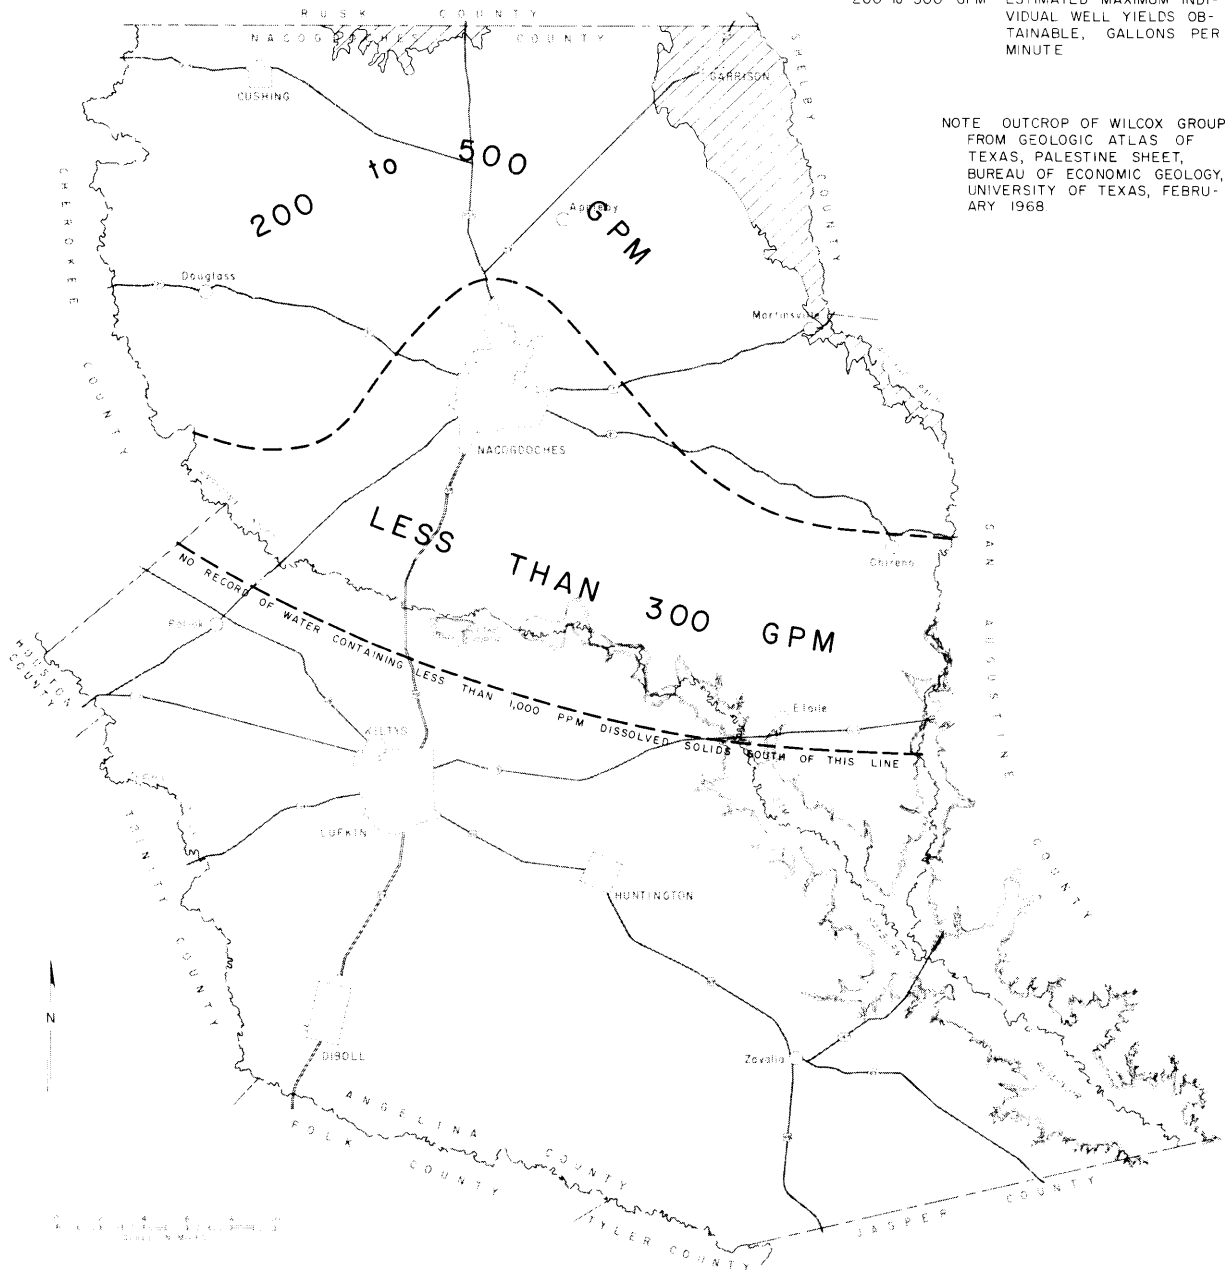 200 to 500 GPM ESTIMATED MAXIMUM INDI-
VIDUAL WELL YIELDS OB-
TAINABLE, GALLONS PER
MINUTE
NOTE OUTCROP OF WILCOX GROUP
FROM GEOLOGIC ATLAS OF
TEXAS, PALESTINE SHEET,
BUREAU OF ECONOMIC GEOLOGY,
UNIVERSITY OF TEXAS, FEBRU-
ARY 1968.
RUSK COUNTY
NACOGDOCHES COUNTY
SHELBY COUNTY
GARRISON
CUSHING
200 to 500 GPM
Appleby
CHEROKEE COUNTY
Douglass
Martinsville
NACOGDOCHES
LESS THAN 300 GPM
Chireno
SAN AUGUSTINE COUNTY
NO RECORD OF WATER CONTAINING LESS THAN 1,000 PPM DISSOLVED SOLIDS SOUTH OF THIS LINE
Pollok
HOUSTON
COUNTY
Etoile
KELTYS
TRINITY COUNTY
LUFKIN
HUNTINGTON
N
DIBOLL
Zavalla
ANGELINA COUNTY
POLK COUNTY
TYLER COUNTY
JASPER COUNTY